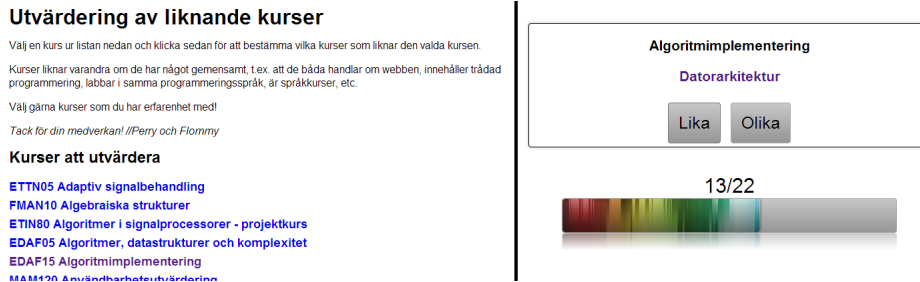 Utvärdering av liknande kurser
Välj en kurs ur listan nedan och klicka sedan för att bestämma vilka kurser som liknar den valda kursen.
Kurser liknar varandra om de har något gemensamt, t.ex. att de båda handlar om webben, innehåller trådad
programmering, labbar i samma programmeringsspråk, är språkkurser, etc.
Välj gärna kurser som du har erfarenhet med!
Tack för din medverkan! //Perry och Flommy
Kurser att utvärdera
ETTN05 Adaptiv signalbehandling
FMAN10 Algebraiska strukturer
ETIN80 Algoritmer i signalprocessorer - projektkurs
EDAF05 Algoritmer, datastrukturer och komplexitet
EDAF15 Algoritmimplementering
MAM120 Användbarhetsutvärdering
Algoritmimplementering
Datorarkitektur
Lika Olika
13/22